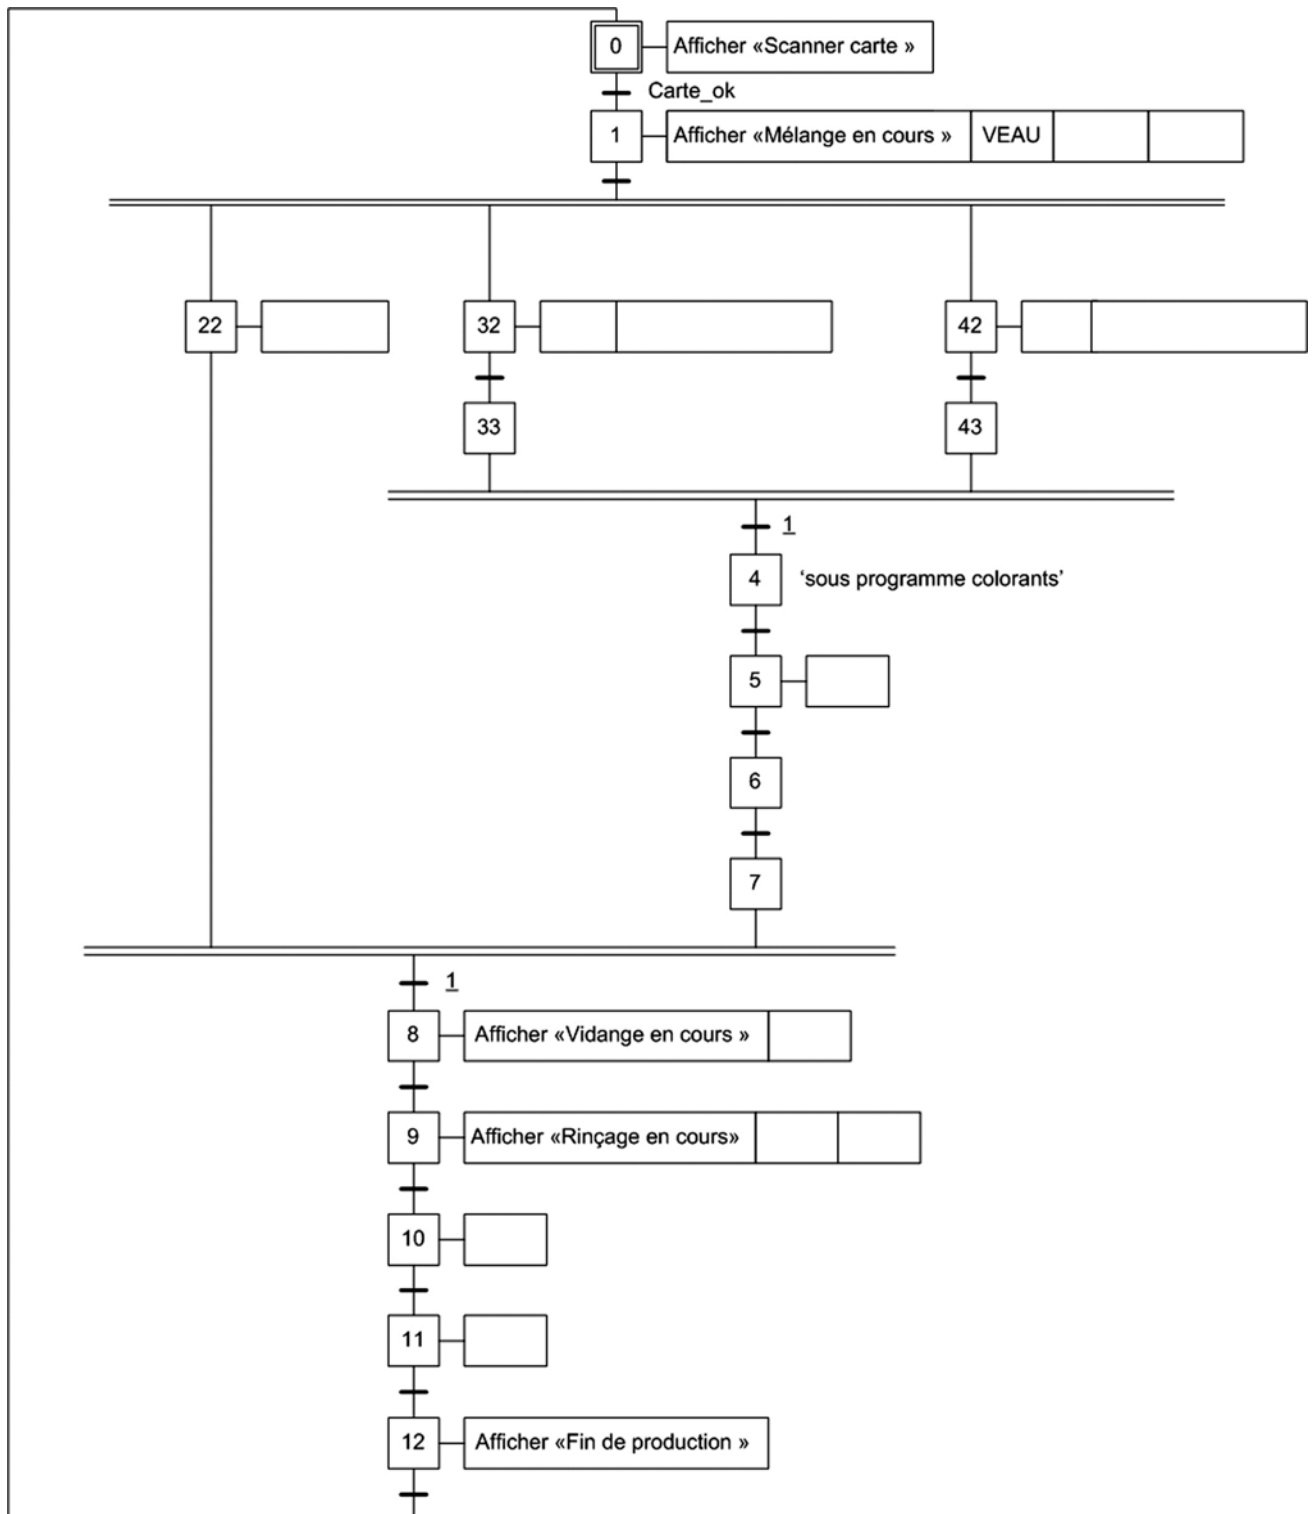 0 Afficher «Scanner carte »
Carte_ok
1 Afficher «Mélange en cours » VEAU
22 32 42
33 43
1
4 ‘sous programme colorants’
5
6
7
1
8 Afficher «Vidange en cours »
9 Afficher «Rinçage en cours»
10
11
12 Afficher «Fin de production »